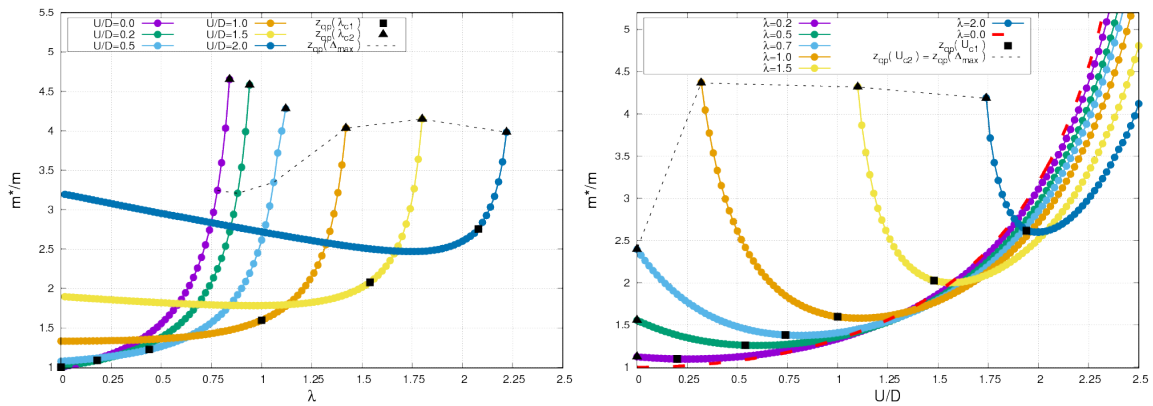 U/D=0.0
U/D=0.2
U/D=0.5
U/D=1.0
U/D=1.5
U/D=2.0
z_qp(λ_c1)
z_qp(λ_c2)
z_qp(Λ_max)
m*/m
5
4.5
4
3.5
3
2.5
2
1.5
1
0 0.25 0.5 0.75 1 1.25 1.5 1.75 2 2.25 2.5
λ
λ=0.2
λ=0.5
λ=0.7
λ=1.0
λ=1.5
λ=2.0
λ=0.0
z_qp(U_c1)
z_qp(U_c2) = z_qp(Λ_max)
m*/m
5
4.5
4
3.5
3
2.5
2
1.5
1
0 0.25 0.5 0.75 1 1.25 1.5 1.75 2 2.25 2.5
U/D